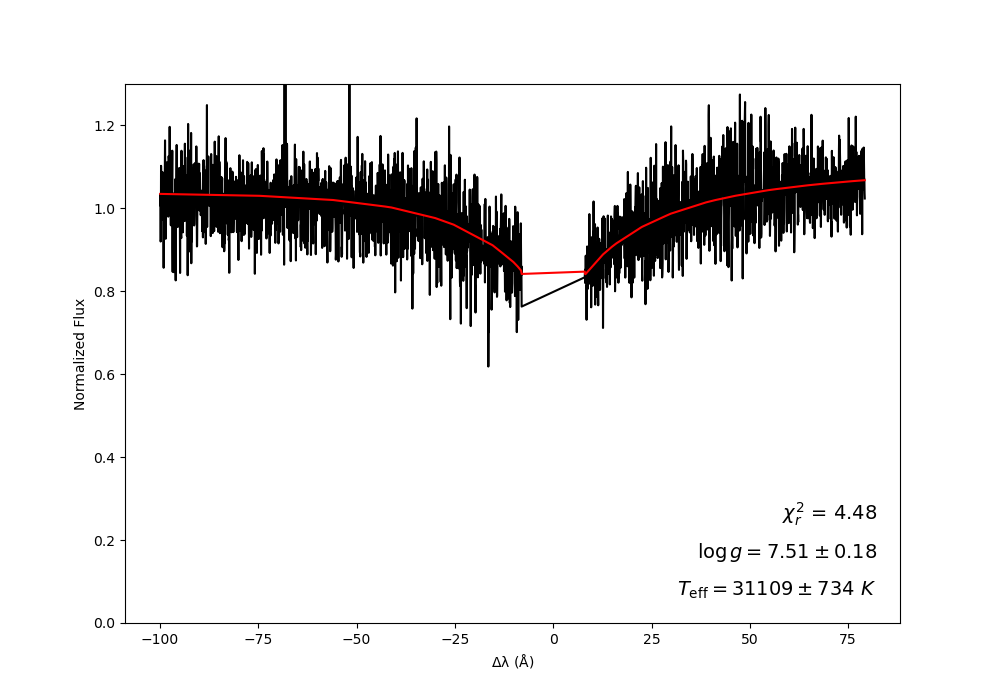 1.2
1.0
0.8
0.6
0.4
0.2
0.0
Normalized Flux
χ²ᵣ = 4.48
log g = 7.51 ± 0.18
T_eff = 31109 ± 734 K
−100 −75 −50 −25 0 25 50 75
Δλ (Å)